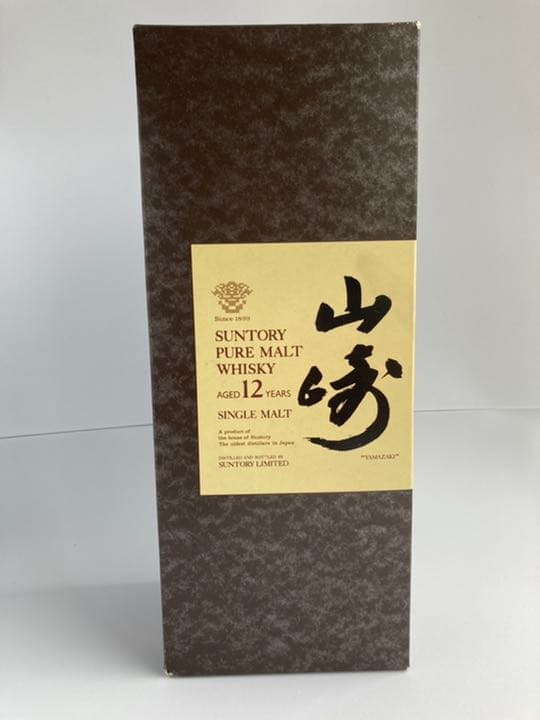 Since 1899
SUNTORY
PURE MALT
WHISKY
AGED 12 YEARS
SINGLE MALT
A product of
the house of Suntory
The oldest distillers in Japan
DISTILLED AND BOTTLED BY
SUNTORY LIMITED
山崎
"YAMAZAKI"